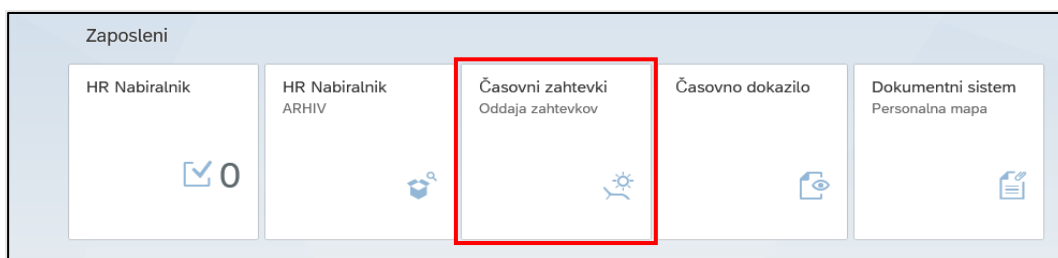 Zaposleni
HR Nabiralnik
0
HR Nabiralnik
ARHIV
Časovni zahtevki
Oddaja zahtevkov
Časovno dokazilo
Dokumentni sistem
Personalna mapa